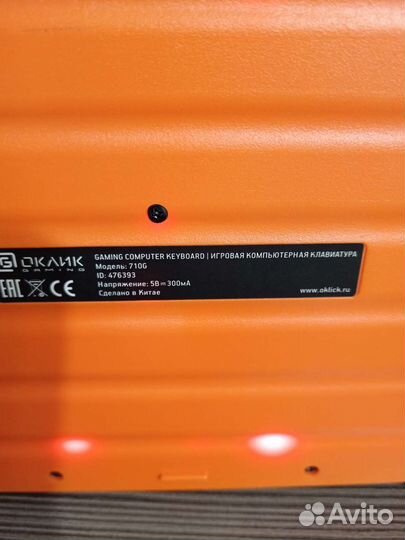 ОКЛИК
GAMING
GAMING COMPUTER KEYBOARD | ИГРОВАЯ КОМПЬЮТЕРНАЯ КЛАВИАТУРА
Модель: 710G
ID: 476393
Напряжение: 5В⎓300мА
Сделано в Китае
EAC CE
www.oklick.ru
Avito